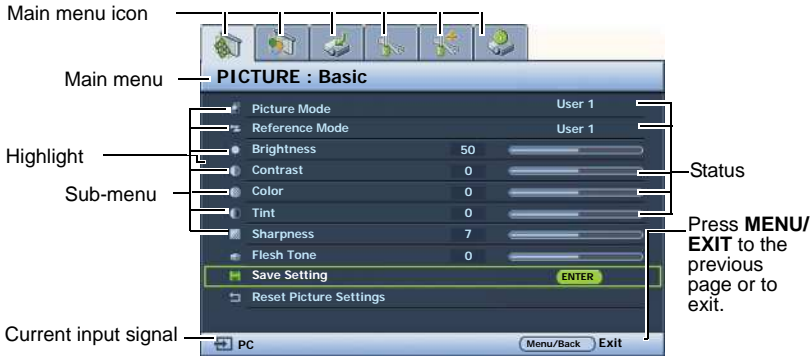 Main menu icon
Main menu
PICTURE : Basic
Picture Mode User 1
Reference Mode User 1
Brightness 50
Highlight
Contrast 0
Status
Sub-menu
Color 0
Tint 0
Sharpness 7
Flesh Tone 0
Save Setting ENTER
Reset Picture Settings
Press MENU/
EXIT to the
previous
page or to
exit.
Current input signal
PC
Menu/Back Exit